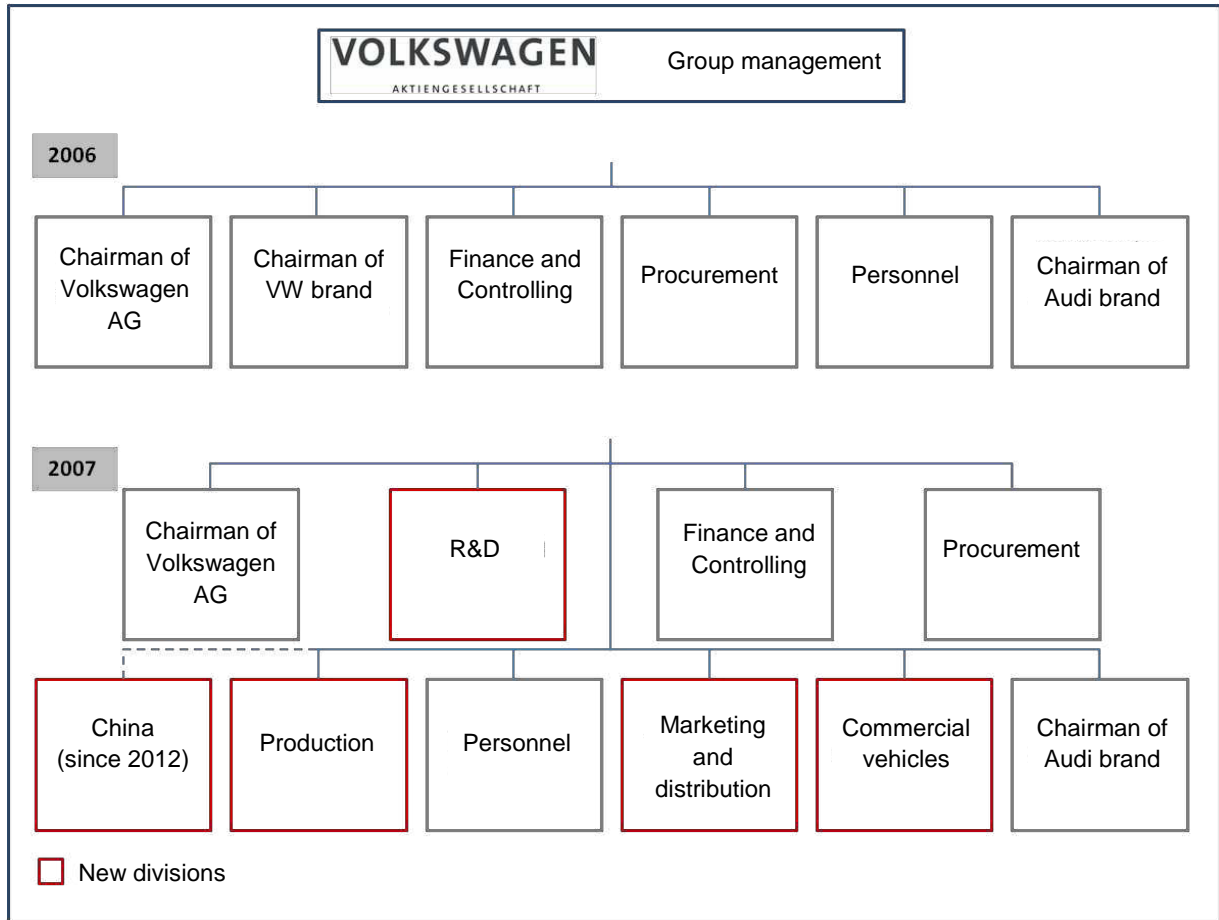 VOLKSWAGEN
AKTIENGESELLSCHAFT
Group management
2006
Chairman of
Volkswagen
AG
Chairman of
VW brand
Finance and
Controlling
Procurement
Personnel
Chairman of
Audi brand
2007
Chairman of
Volkswagen
AG
R&D
Finance and
Controlling
Procurement
China
(since 2012)
Production
Personnel
Marketing
and
distribution
Commercial
vehicles
Chairman of
Audi brand
New divisions